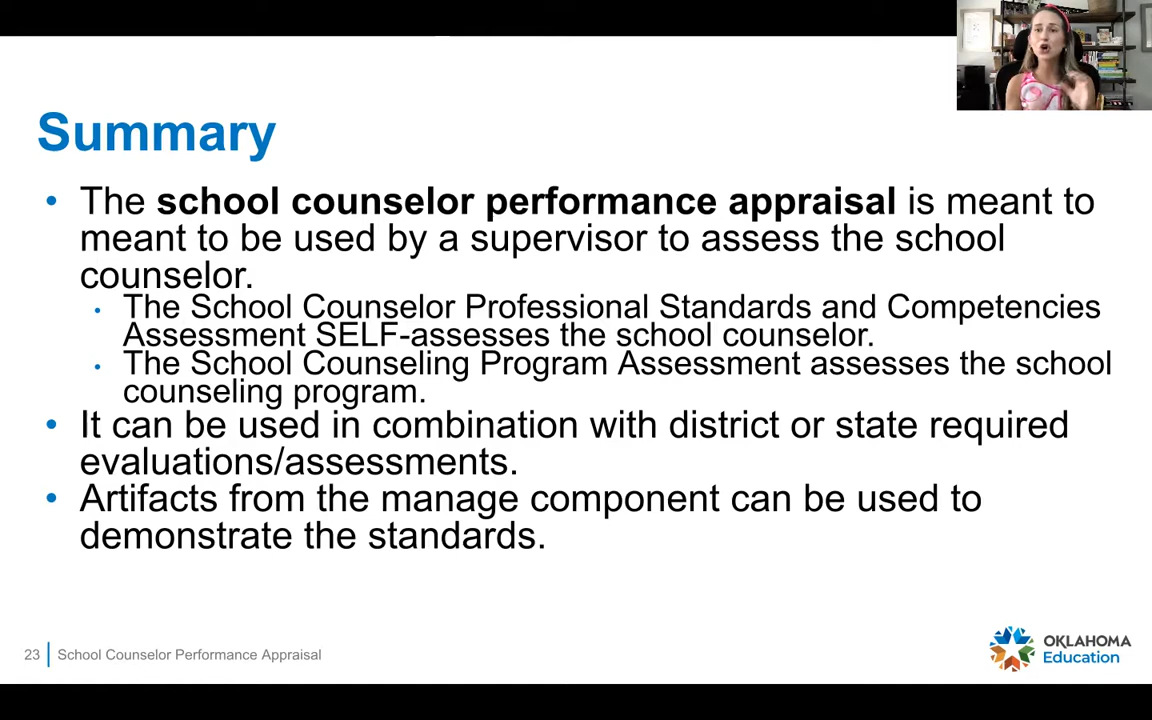 Summary
• The school counselor performance appraisal is meant to
meant to be used by a supervisor to assess the school
counselor.
• The School Counselor Professional Standards and Competencies
Assessment SELF-assesses the school counselor.
• The School Counseling Program Assessment assesses the school
counseling program.
• It can be used in combination with district or state required
evaluations/assessments.
• Artifacts from the manage component can be used to
demonstrate the standards.
23 School Counselor Performance Appraisal
OKLAHOMA
Education